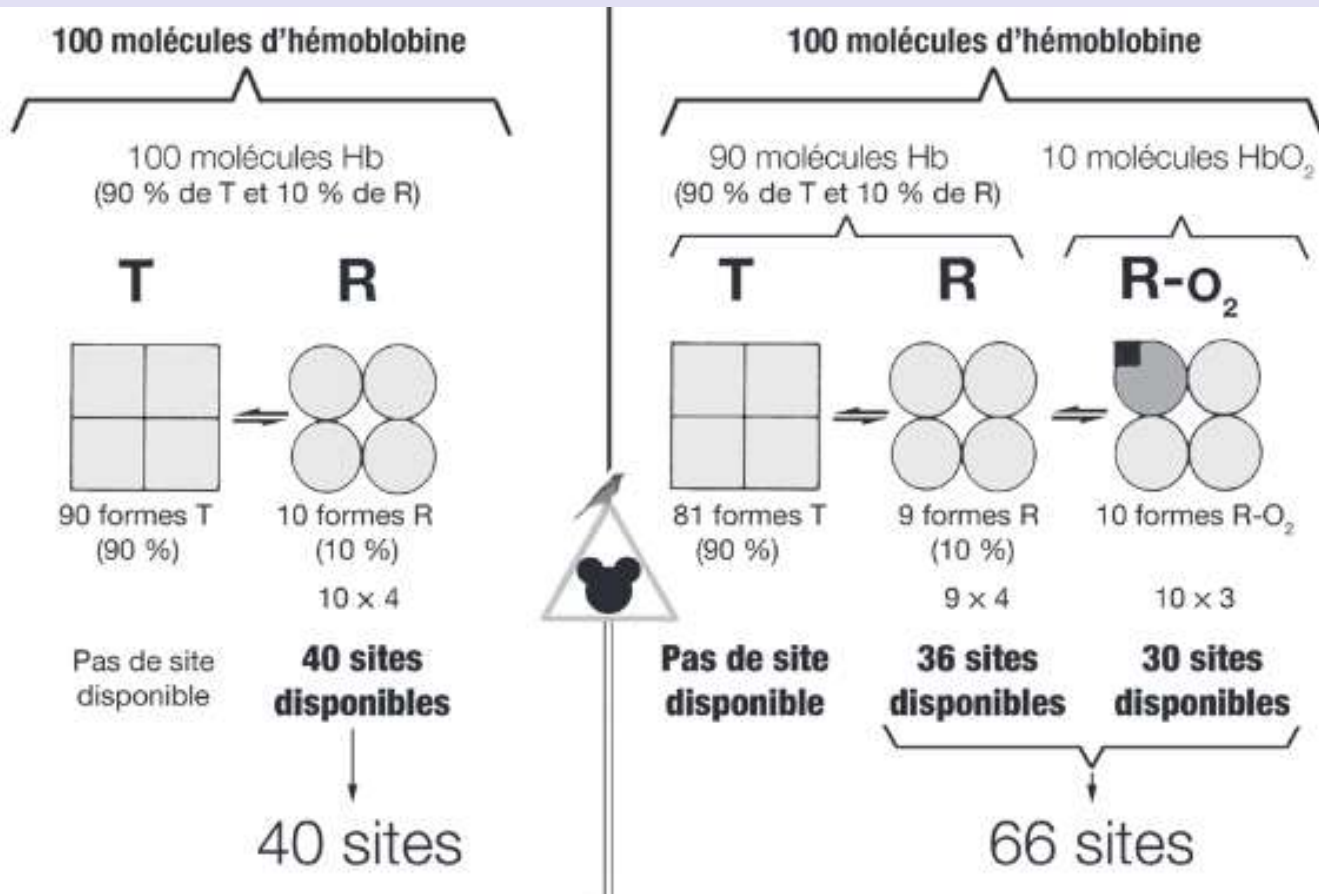 100 molécules d'hémoblobine
100 molécules Hb
(90 % de T et 10 % de R)
T
R
90 formes T
(90 %)
10 formes R
(10 %)
10 x 4
Pas de site
disponible
40 sites
disponibles
40 sites
100 molécules d'hémoblobine
90 molécules Hb
(90 % de T et 10 % de R)
10 molécules HbO₂
T
R
R-O₂
81 formes T
(90 %)
9 formes R
(10 %)
10 formes R-O₂
9 x 4
10 x 3
Pas de site
disponible
36 sites
disponibles
30 sites
disponibles
66 sites